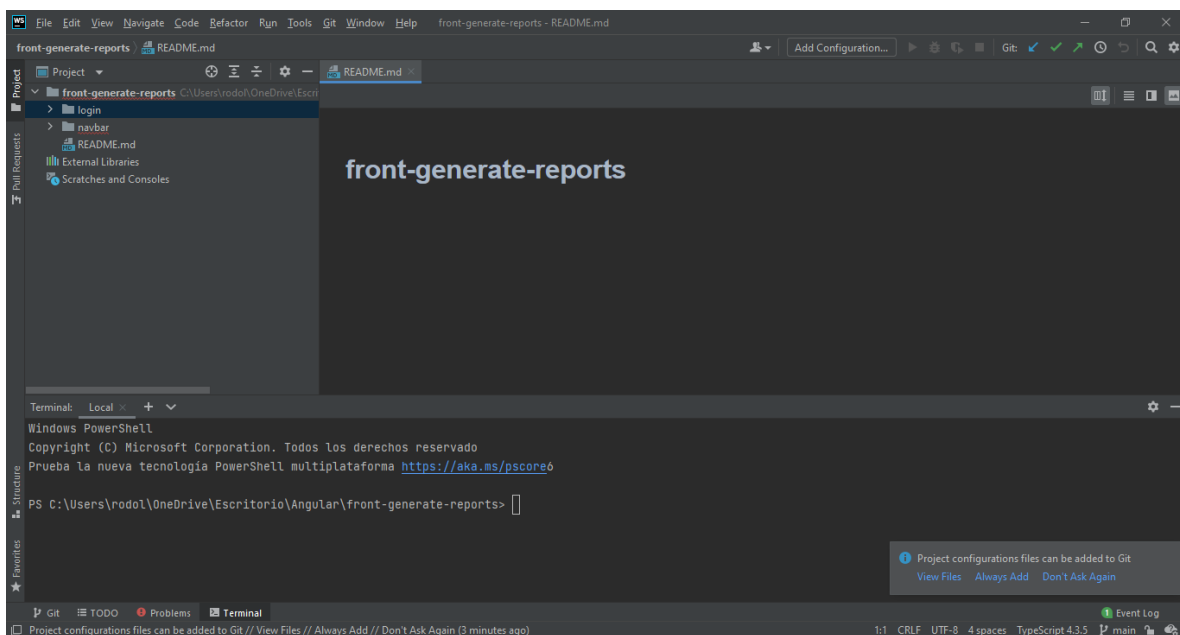 WS File Edit View Navigate Code Refactor Run Tools Git Window Help front-generate-reports - README.md
front-generate-reports README.md Add Configuration... Git:
Project README.md
front-generate-reports C:\Users\rodol\OneDrive\Escri
login
navbar
README.md
External Libraries
Scratches and Consoles
Project
Pull Requests
front-generate-reports
Terminal: Local
Windows PowerShell
Copyright (C) Microsoft Corporation. Todos los derechos reservado
Prueba la nueva tecnología PowerShell multiplataforma https://aka.ms/pscore6
PS C:\Users\rodol\OneDrive\Escritorio\Angular\front-generate-reports>
Structure
Favorites
Project configurations files can be added to Git
View Files Always Add Don't Ask Again
Git TODO Problems Terminal 1 Event Log
Project configurations files can be added to Git // View Files // Always Add // Don't Ask Again (3 minutes ago) 1:1 CRLF UTF-8 4 spaces TypeScript 4.3.5 main